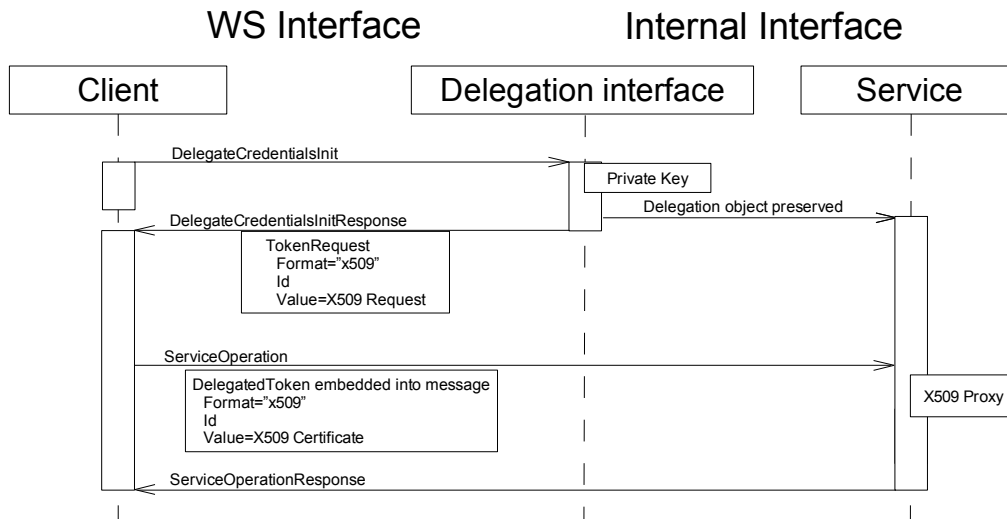 WS Interface
Internal Interface
Client
Delegation interface
Service
DelegateCredentialsInit
Private Key
Delegation object preserved
DelegateCredentialsInitResponse
TokenRequest
Format=”x509”
Id
Value=X509 Request
ServiceOperation
DelegatedToken embedded into message
Format=”x509”
Id
Value=X509 Certificate
X509 Proxy
ServiceOperationResponse